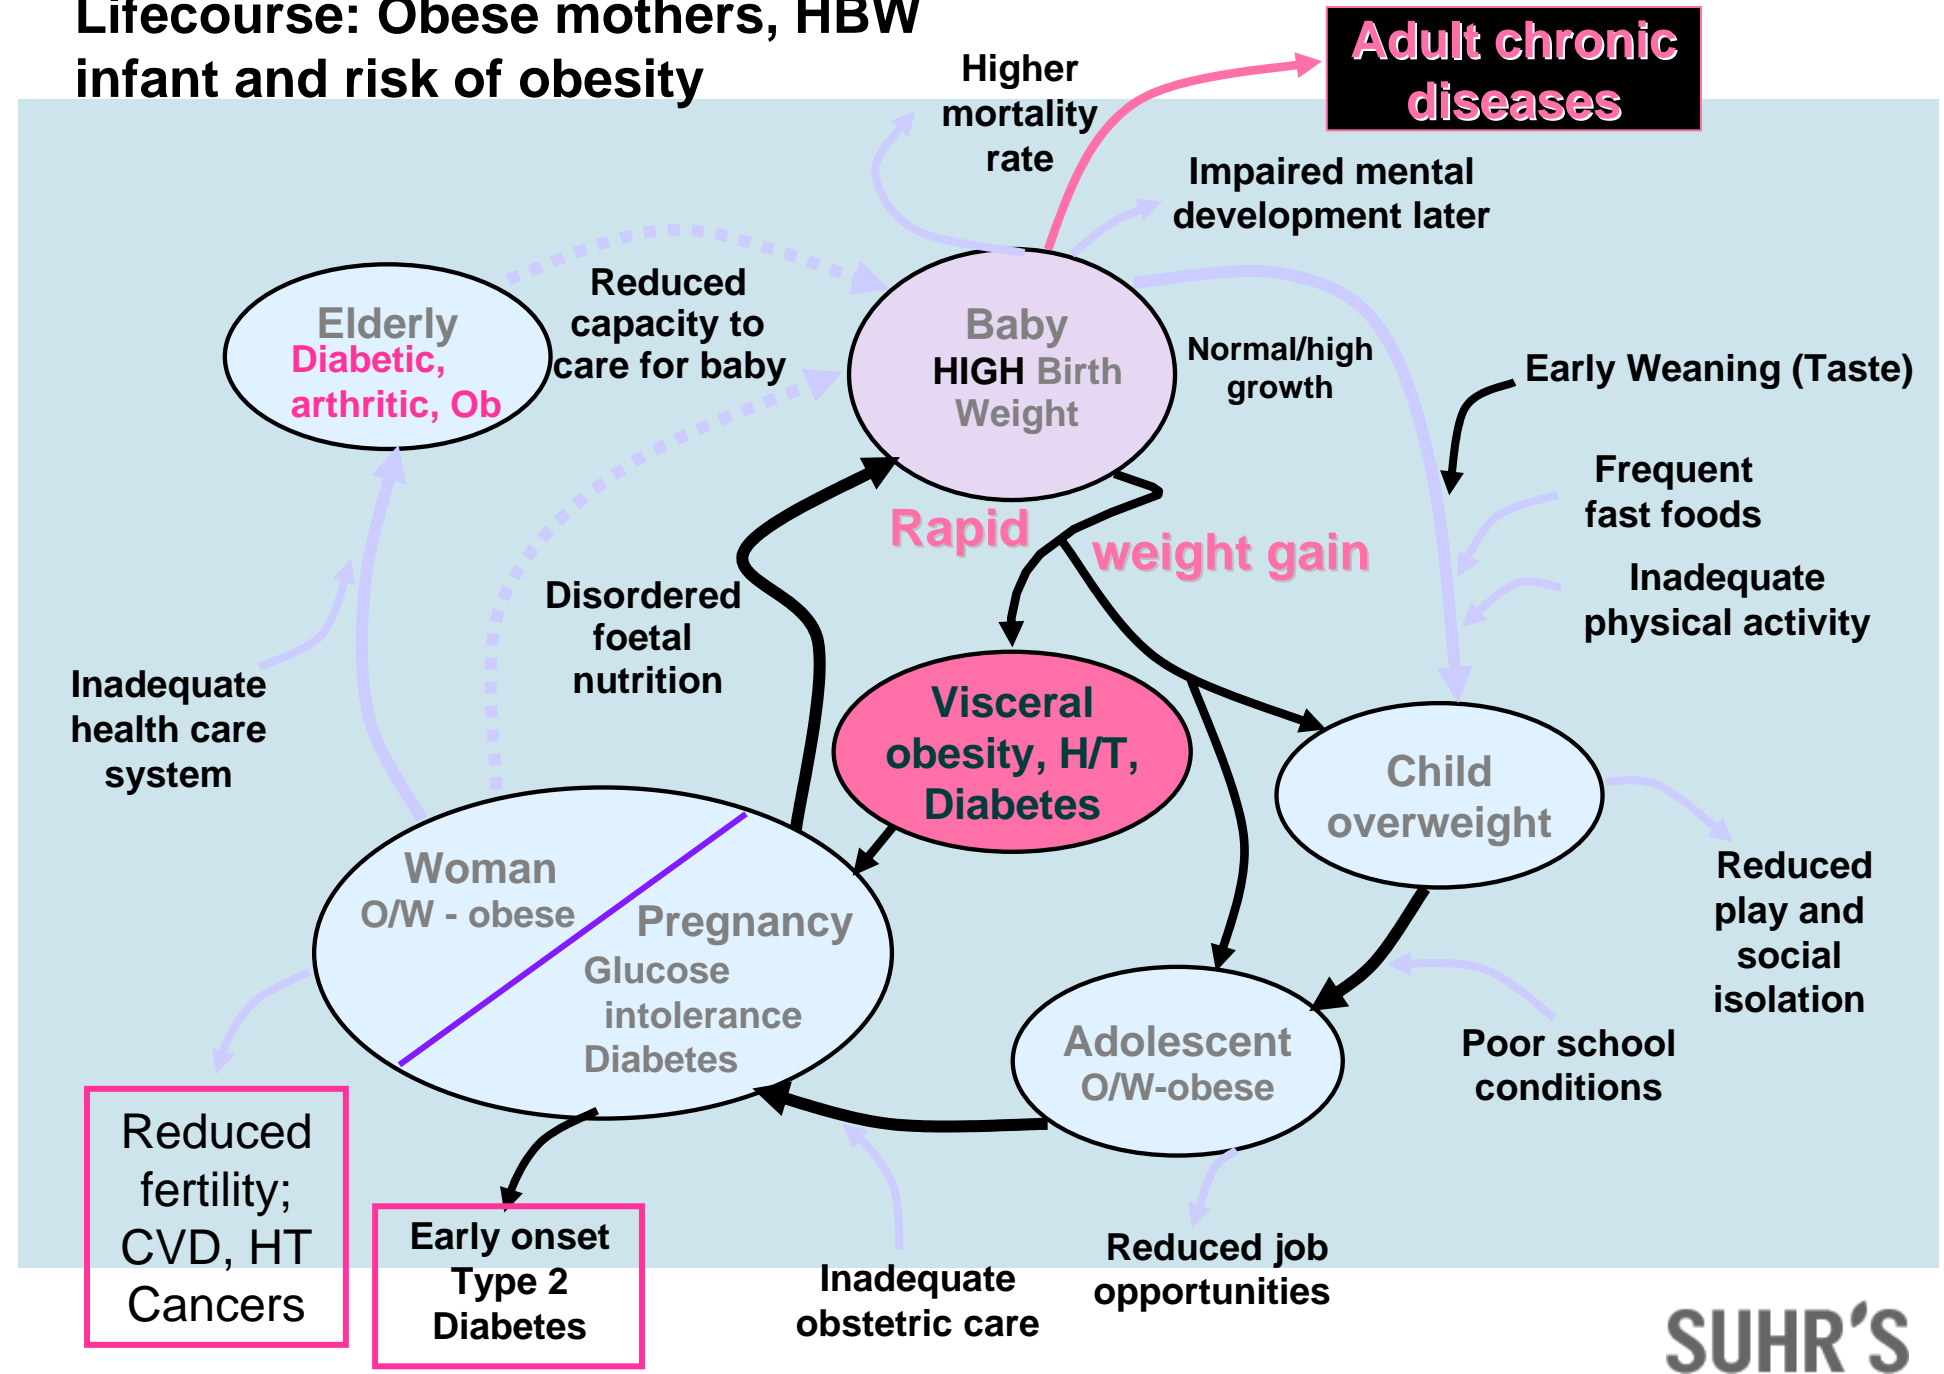 Lifecourse: Obese mothers, HBW
infant and risk of obesity
Adult chronic
diseases
Higher
mortality
rate
Impaired mental
development later
Elderly
Diabetic,
arthritic, Ob
Reduced
capacity to
care for baby
Baby
HIGH Birth
Weight
Normal/high
growth
Early Weaning (Taste)
Frequent
fast foods
Inadequate
physical activity
Rapid
weight gain
Disordered
foetal
nutrition
Inadequate
health care
system
Visceral
obesity, H/T,
Diabetes
Child
overweight
Reduced
play and
social
isolation
Woman
O/W - obese
Pregnancy
Glucose
intolerance
Diabetes
Adolescent
O/W-obese
Poor school
conditions
Reduced
fertility;
CVD, HT
Cancers
Early onset
Type 2
Diabetes
Inadequate
obstetric care
Reduced job
opportunities
SUHR'S